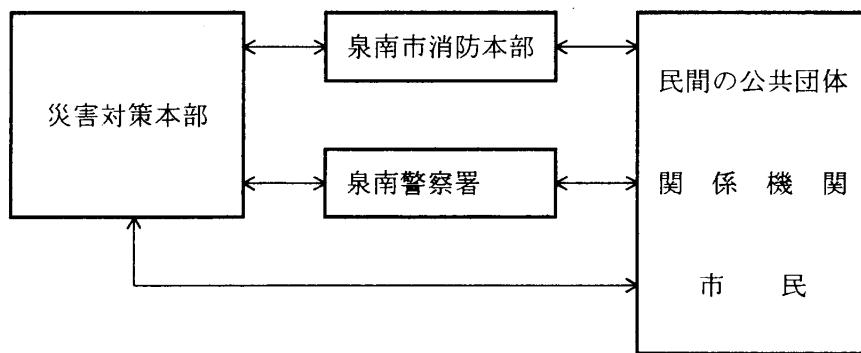 災害対策本部
泉南市消防本部
泉南警察署
民間の公共団体
関係機関
市民